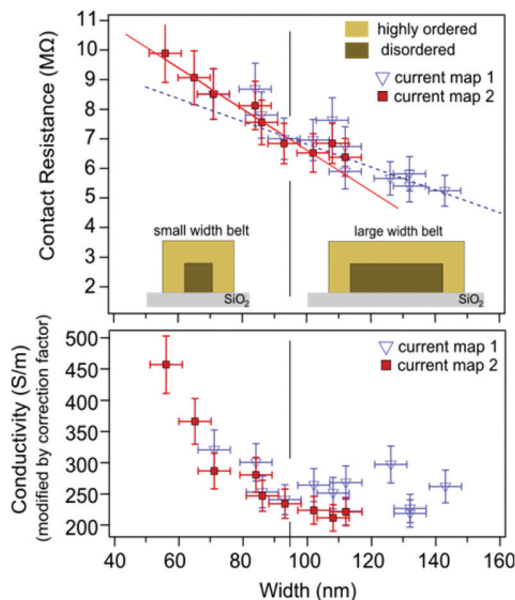 11
10
9
8
7
6
5
4
3
2
Contact Resistance (MΩ)
highly ordered
disordered
current map 1
current map 2
small width belt
large width belt
SiO2
SiO2
500
450
400
350
300
250
200
Conductivity (S/m)
(modified by correction factor)
current map 1
current map 2
40 60 80 100 120 140 160
Width (nm)